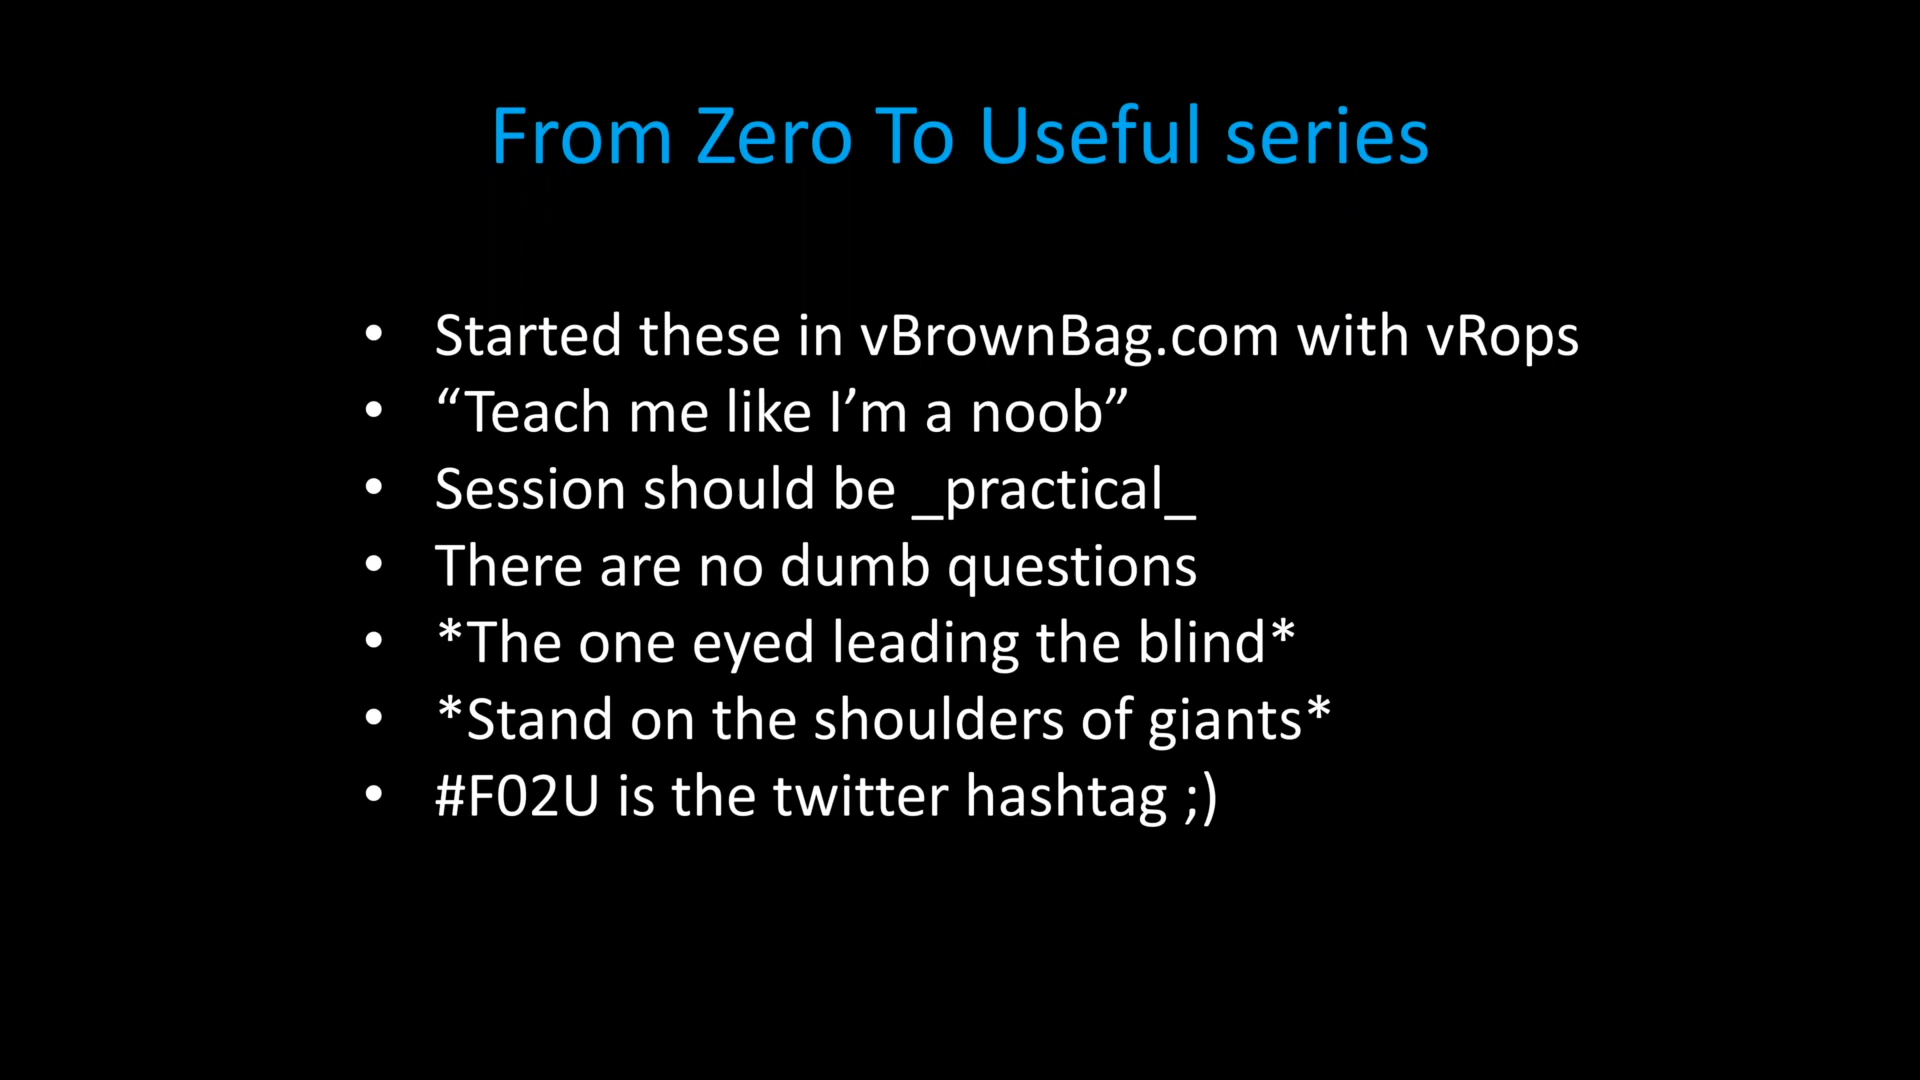 From Zero To Useful series
• Started these in vBrownBag.com with vRops
• “Teach me like I’m a noob”
• Session should be _practical_
• There are no dumb questions
• *The one eyed leading the blind*
• *Stand on the shoulders of giants*
• #F02U is the twitter hashtag ;)